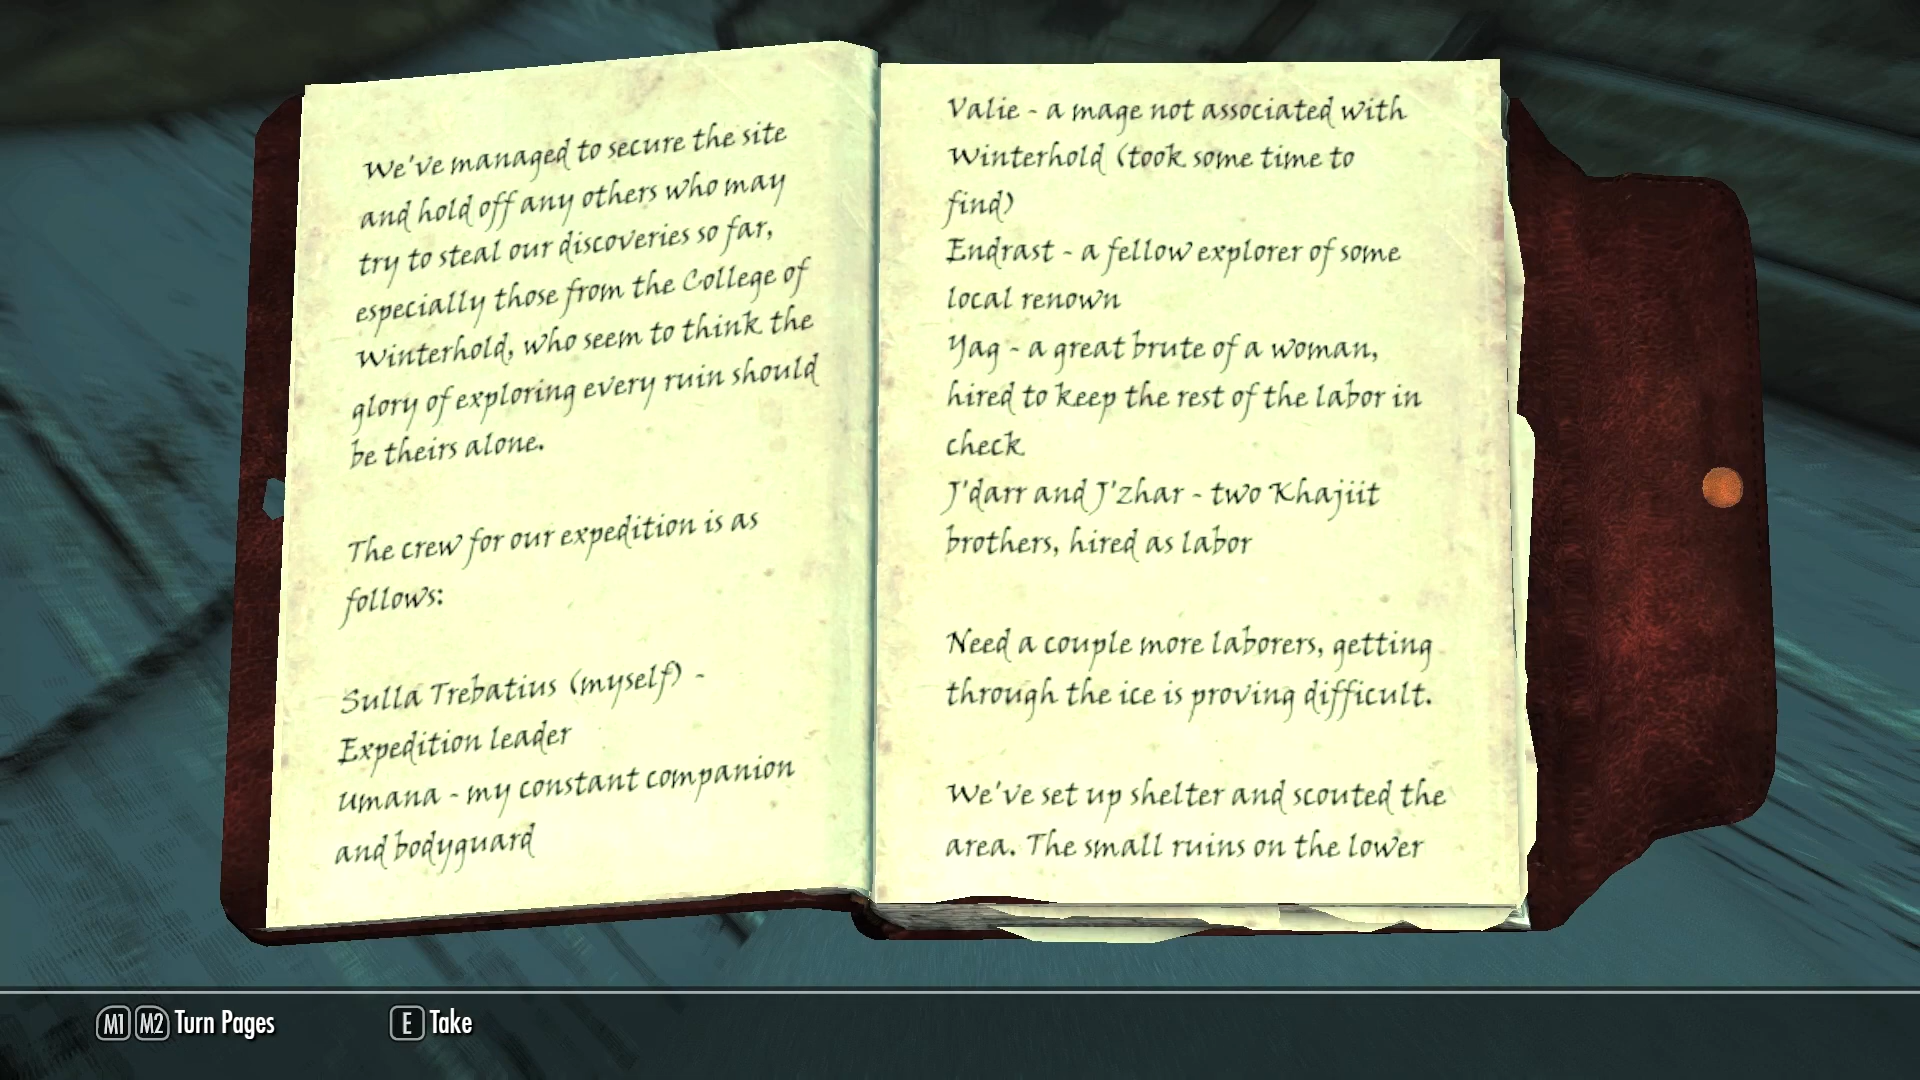 We've managed to secure the site
and hold off any others who may
try to steal our discoveries so far,
especially those from the College of
Winterhold, who seem to think the
glory of exploring every ruin should
be theirs alone.
The crew for our expedition is as
follows:
Sulla Trebatius (myself) -
Expedition leader
Umana - my constant companion
and bodyguard
Valie - a mage not associated with
Winterhold (took some time to
find)
Endrast - a fellow explorer of some
local renown
Yag - a great brute of a woman,
hired to keep the rest of the labor in
check
J'darr and J'zhar - two Khajiit
brothers, hired as labor
Need a couple more laborers, getting
through the ice is proving difficult.
We've set up shelter and scouted the
area. The small ruins on the lower
M1 M2 Turn Pages
E Take